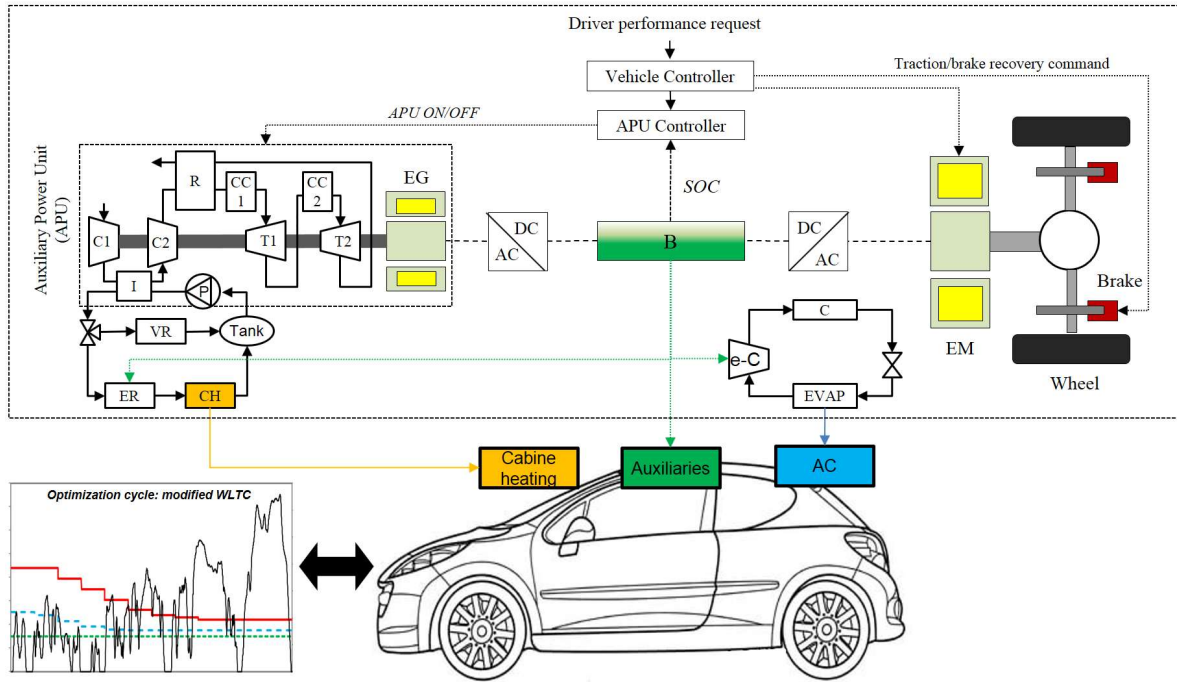 Driver performance request
Vehicle Controller
Traction/brake recovery command
APU ON/OFF
APU Controller
Auxiliary Power Unit
(APU)
R
CC
1
CC
2
EG
SOC
C1
C2
T1
T2
DC
AC
B
DC
AC
I
P
Brake
VR
Tank
C
EM
e-C
Wheel
ER
CH
EVAP
Cabine
heating
Auxiliaries
AC
Optimization cycle: modified WLTC